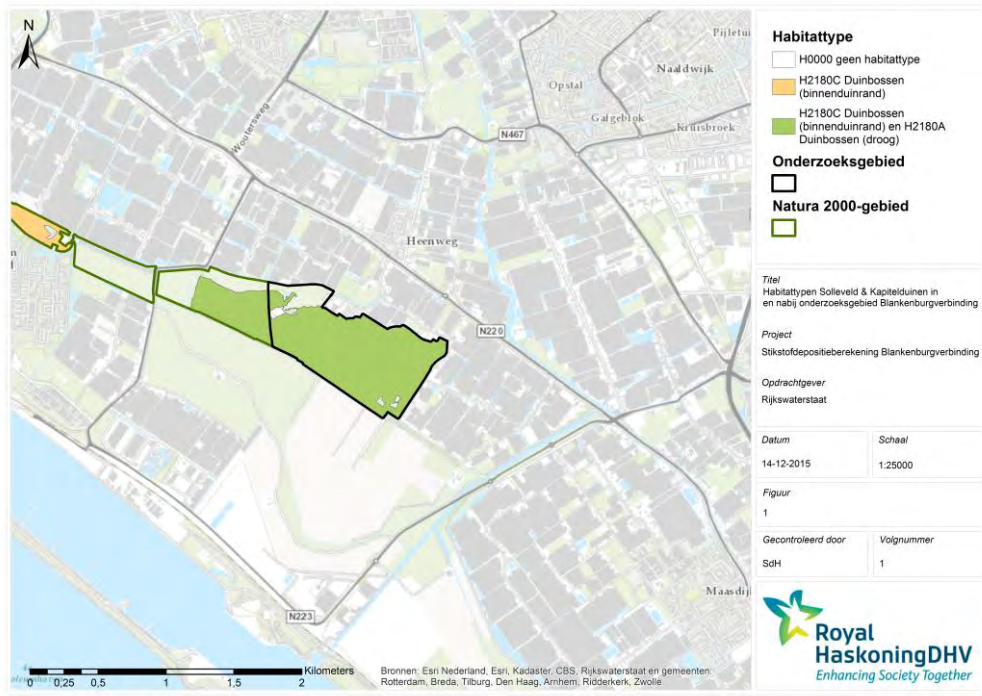 N
Pijletui
Naaldwijk
Opstal
Galgeblok
Kruisbroek
N467
Woutersweg
Heenweg
N220
N223
Maasdij
Kilometers
0 0,25 0,5 1 1,5 2
Bronnen: Esri Nederland, Esri, Kadaster, CBS, Rijkswaterstaat en gemeenten:
Rotterdam, Breda, Tilburg, Den Haag, Arnhem, Ridderkerk, Zwolle
Habitattype
H0000 geen habitattype
H2180C Duinbossen
(binnenduinrand)
H2180C Duinbossen
(binnenduinrand) en H2180A
Duinbossen (droog)
Onderzoeksgebied
Natura 2000-gebied
Titel
Habitattypen Solleveld & Kapitelduinen in
en nabij onderzoeksgebied Blankenburgverbinding
Project
Stikstofdepositieberekening Blankenburgverbinding
Opdrachtgever
Rijkswaterstaat
Datum
14-12-2015
Schaal
1:25000
Figuur
1
Gecontroleerd door
SdH
Volgnummer
1
Royal
HaskoningDHV
Enhancing Society Together